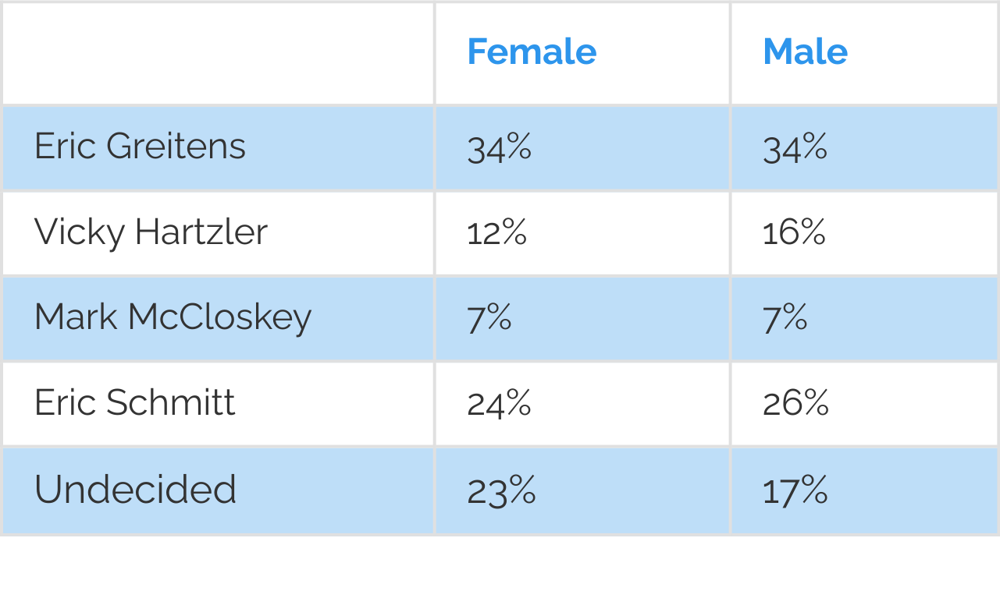 Female Male
Eric Greitens 34% 34%
Vicky Hartzler 12% 16%
Mark McCloskey 7% 7%
Eric Schmitt 24% 26%
Undecided 23% 17%